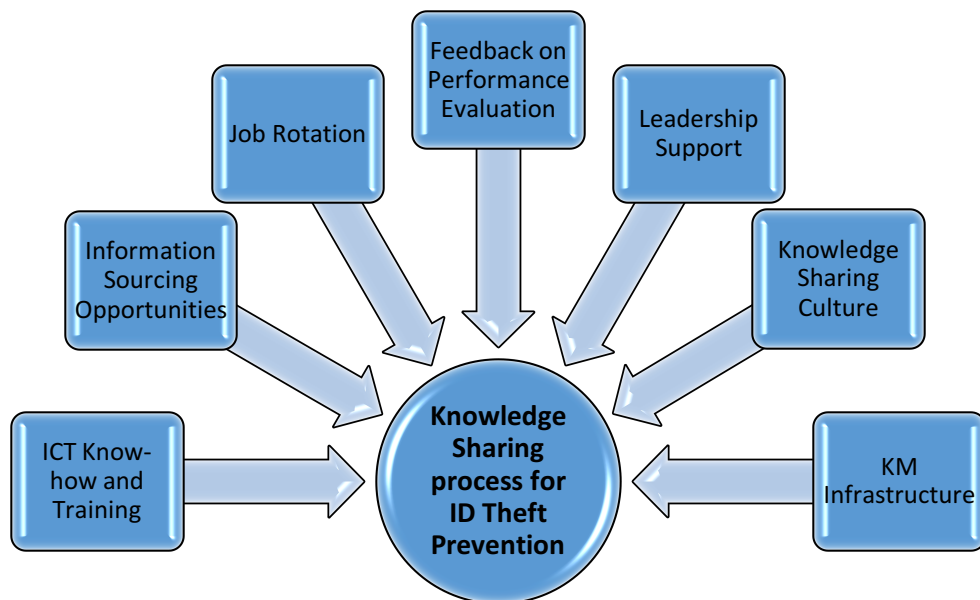 Feedback on
Performance
Evaluation
Job Rotation
Leadership
Support
Information
Sourcing
Opportunities
Knowledge
Sharing
Culture
ICT Know-
how and
Training
Knowledge
Sharing
process for
ID Theft
Prevention
KM
Infrastructure